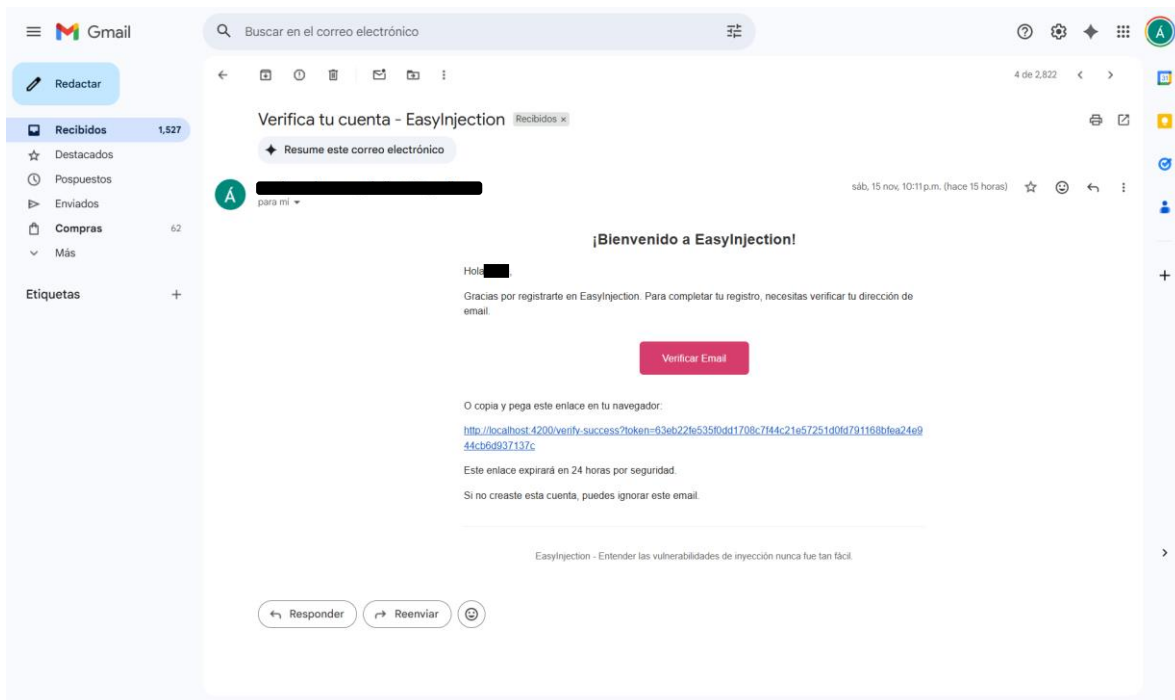 Gmail
Buscar en el correo electrónico
Á
Redactar
4 de 2,822
31
Verifica tu cuenta - EasyInjection Recibidos ×
Recibidos 1,527
Destacados
Resume este correo electrónico
Pospuestos
Á
sáb, 15 nov, 10:11 p.m. (hace 15 horas)
Enviados
para mí
Compras 62
Más
Etiquetas
¡Bienvenido a EasyInjection!
Hola ,
Gracias por registrarte en EasyInjection. Para completar tu registro, necesitas verificar tu dirección de
email.
Verificar Email
O copia y pega este enlace en tu navegador:
http://localhost:4200/verify-success?token=63eb22fe535f0dd1708c7f44c21e57251d0fd791168bfea24e9
44cb6d937137c
Este enlace expirará en 24 horas por seguridad.
Si no creaste esta cuenta, puedes ignorar este email.
EasyInjection - Entender las vulnerabilidades de inyección nunca fue tan fácil.
Responder
Reenviar